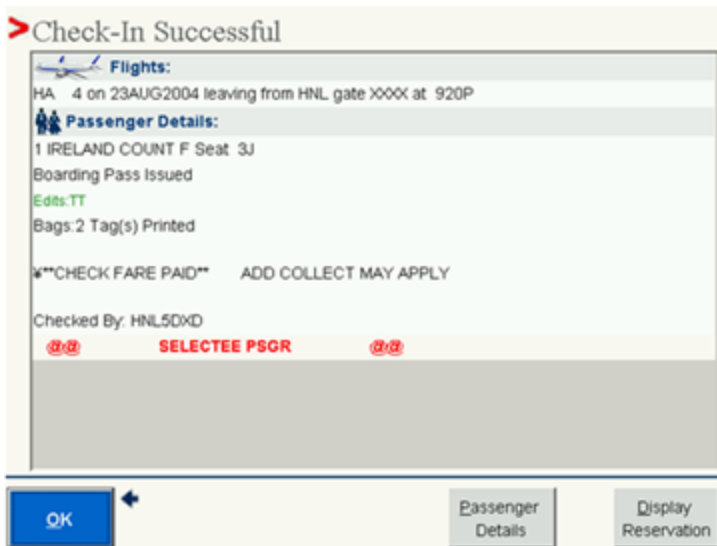 >Check-In Successful
Flights:
HA 4 on 23AUG2004 leaving from HNL gate XXXX at 920P
Passenger Details:
1 IRELAND COUNT F Seat 3J
Boarding Pass Issued
Edits:TT
Bags:2 Tag(s) Printed
¥**CHECK FARE PAID** ADD COLLECT MAY APPLY
Checked By: HNL5DXD
@@ SELECTEE PSGR @@
OK
Passenger Details
Display Reservation